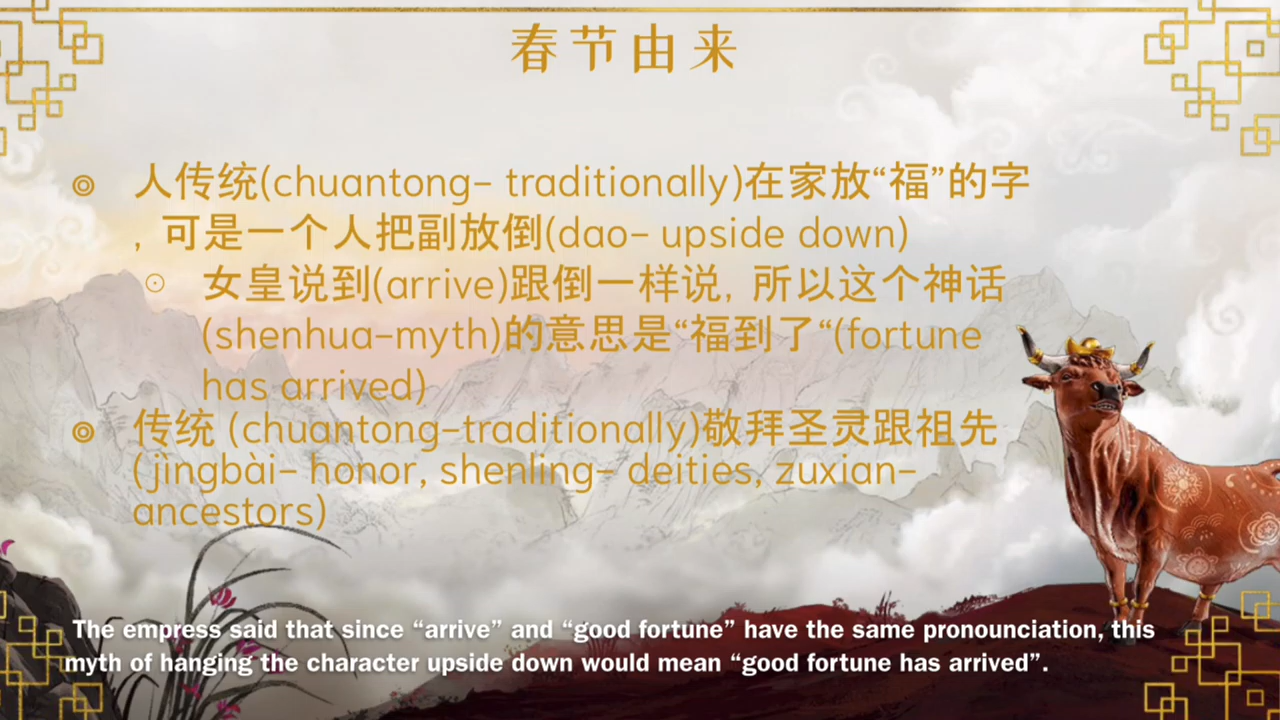 春节由来
人传统(chuantong- traditionally)在家放“福”的字
, 可是一个人把副放倒(dao- upside down)
女皇说到(arrive)跟倒一样说, 所以这个神话
(shenhua-myth)的意思是“福到了“(fortune
has arrived)
传统 (chuantong-traditionally)敬拜圣灵跟祖先
(jìngbài- honor, shenling- deities, zuxian-
ancestors)
The empress said that since “arrive” and “good fortune” have the same pronounciation, this
myth of hanging the character upside down would mean “good fortune has arrived”.